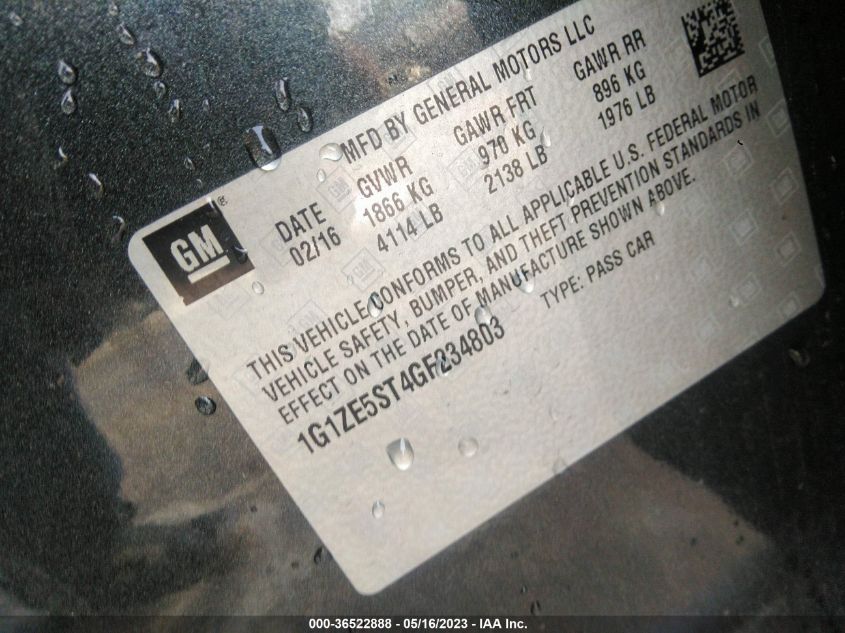 GM®
MFD BY GENERAL MOTORS LLC
DATE GVWR GAWR FRT GAWR RR
02/16 1866 KG 970 KG 896 KG
4114 LB 2138 LB 1976 LB
THIS VEHICLE CONFORMS TO ALL APPLICABLE U.S. FEDERAL MOTOR
VEHICLE SAFETY, BUMPER, AND THEFT PREVENTION STANDARDS IN
EFFECT ON THE DATE OF MANUFACTURE SHOWN ABOVE.
1G1ZE5ST4GF234803 TYPE: PASS CAR
000-36522888 - 05/16/2023 - IAA Inc.